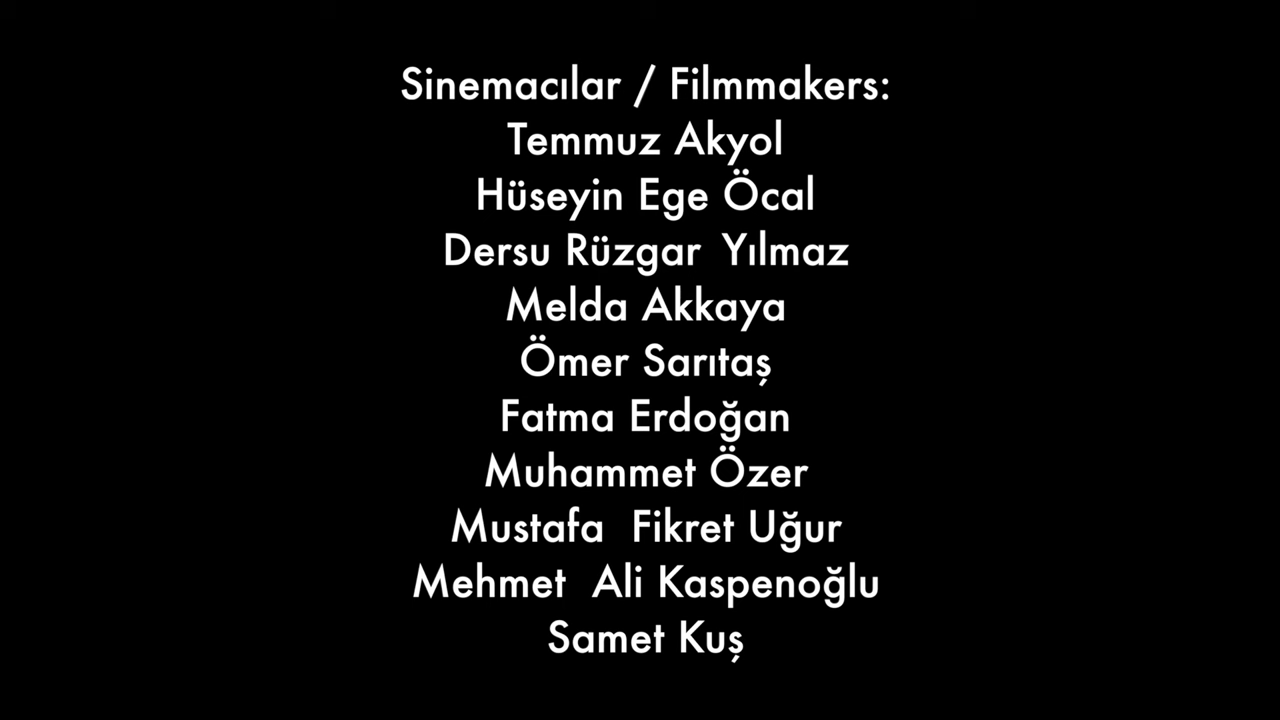 Sinemacılar / Filmmakers:
Temmuz Akyol
Hüseyin Ege Öcal
Dersu Rüzgar Yılmaz
Melda Akkaya
Ömer Sarıtaş
Fatma Erdoğan
Muhammet Özer
Mustafa Fikret Uğur
Mehmet Ali Kaspenoğlu
Samet Kuş